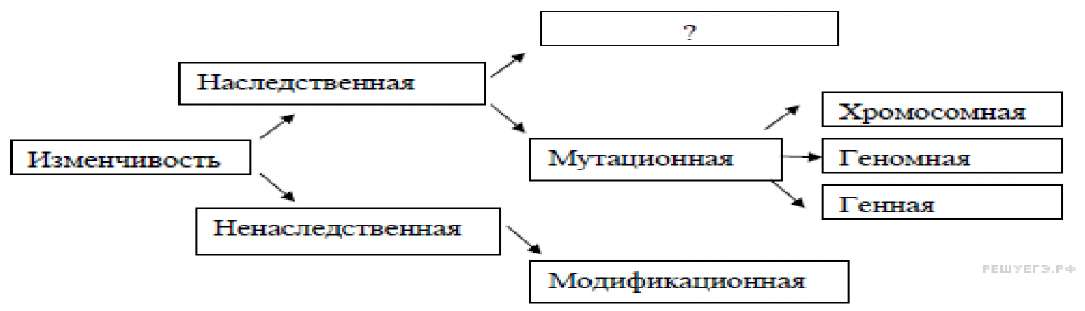 ?
Наследственная
Хромосомная
Изменчивость
Мутационная
Геномная
Генная
Ненаследственная
Модификационная
РЕШУЕГЭ.РФ